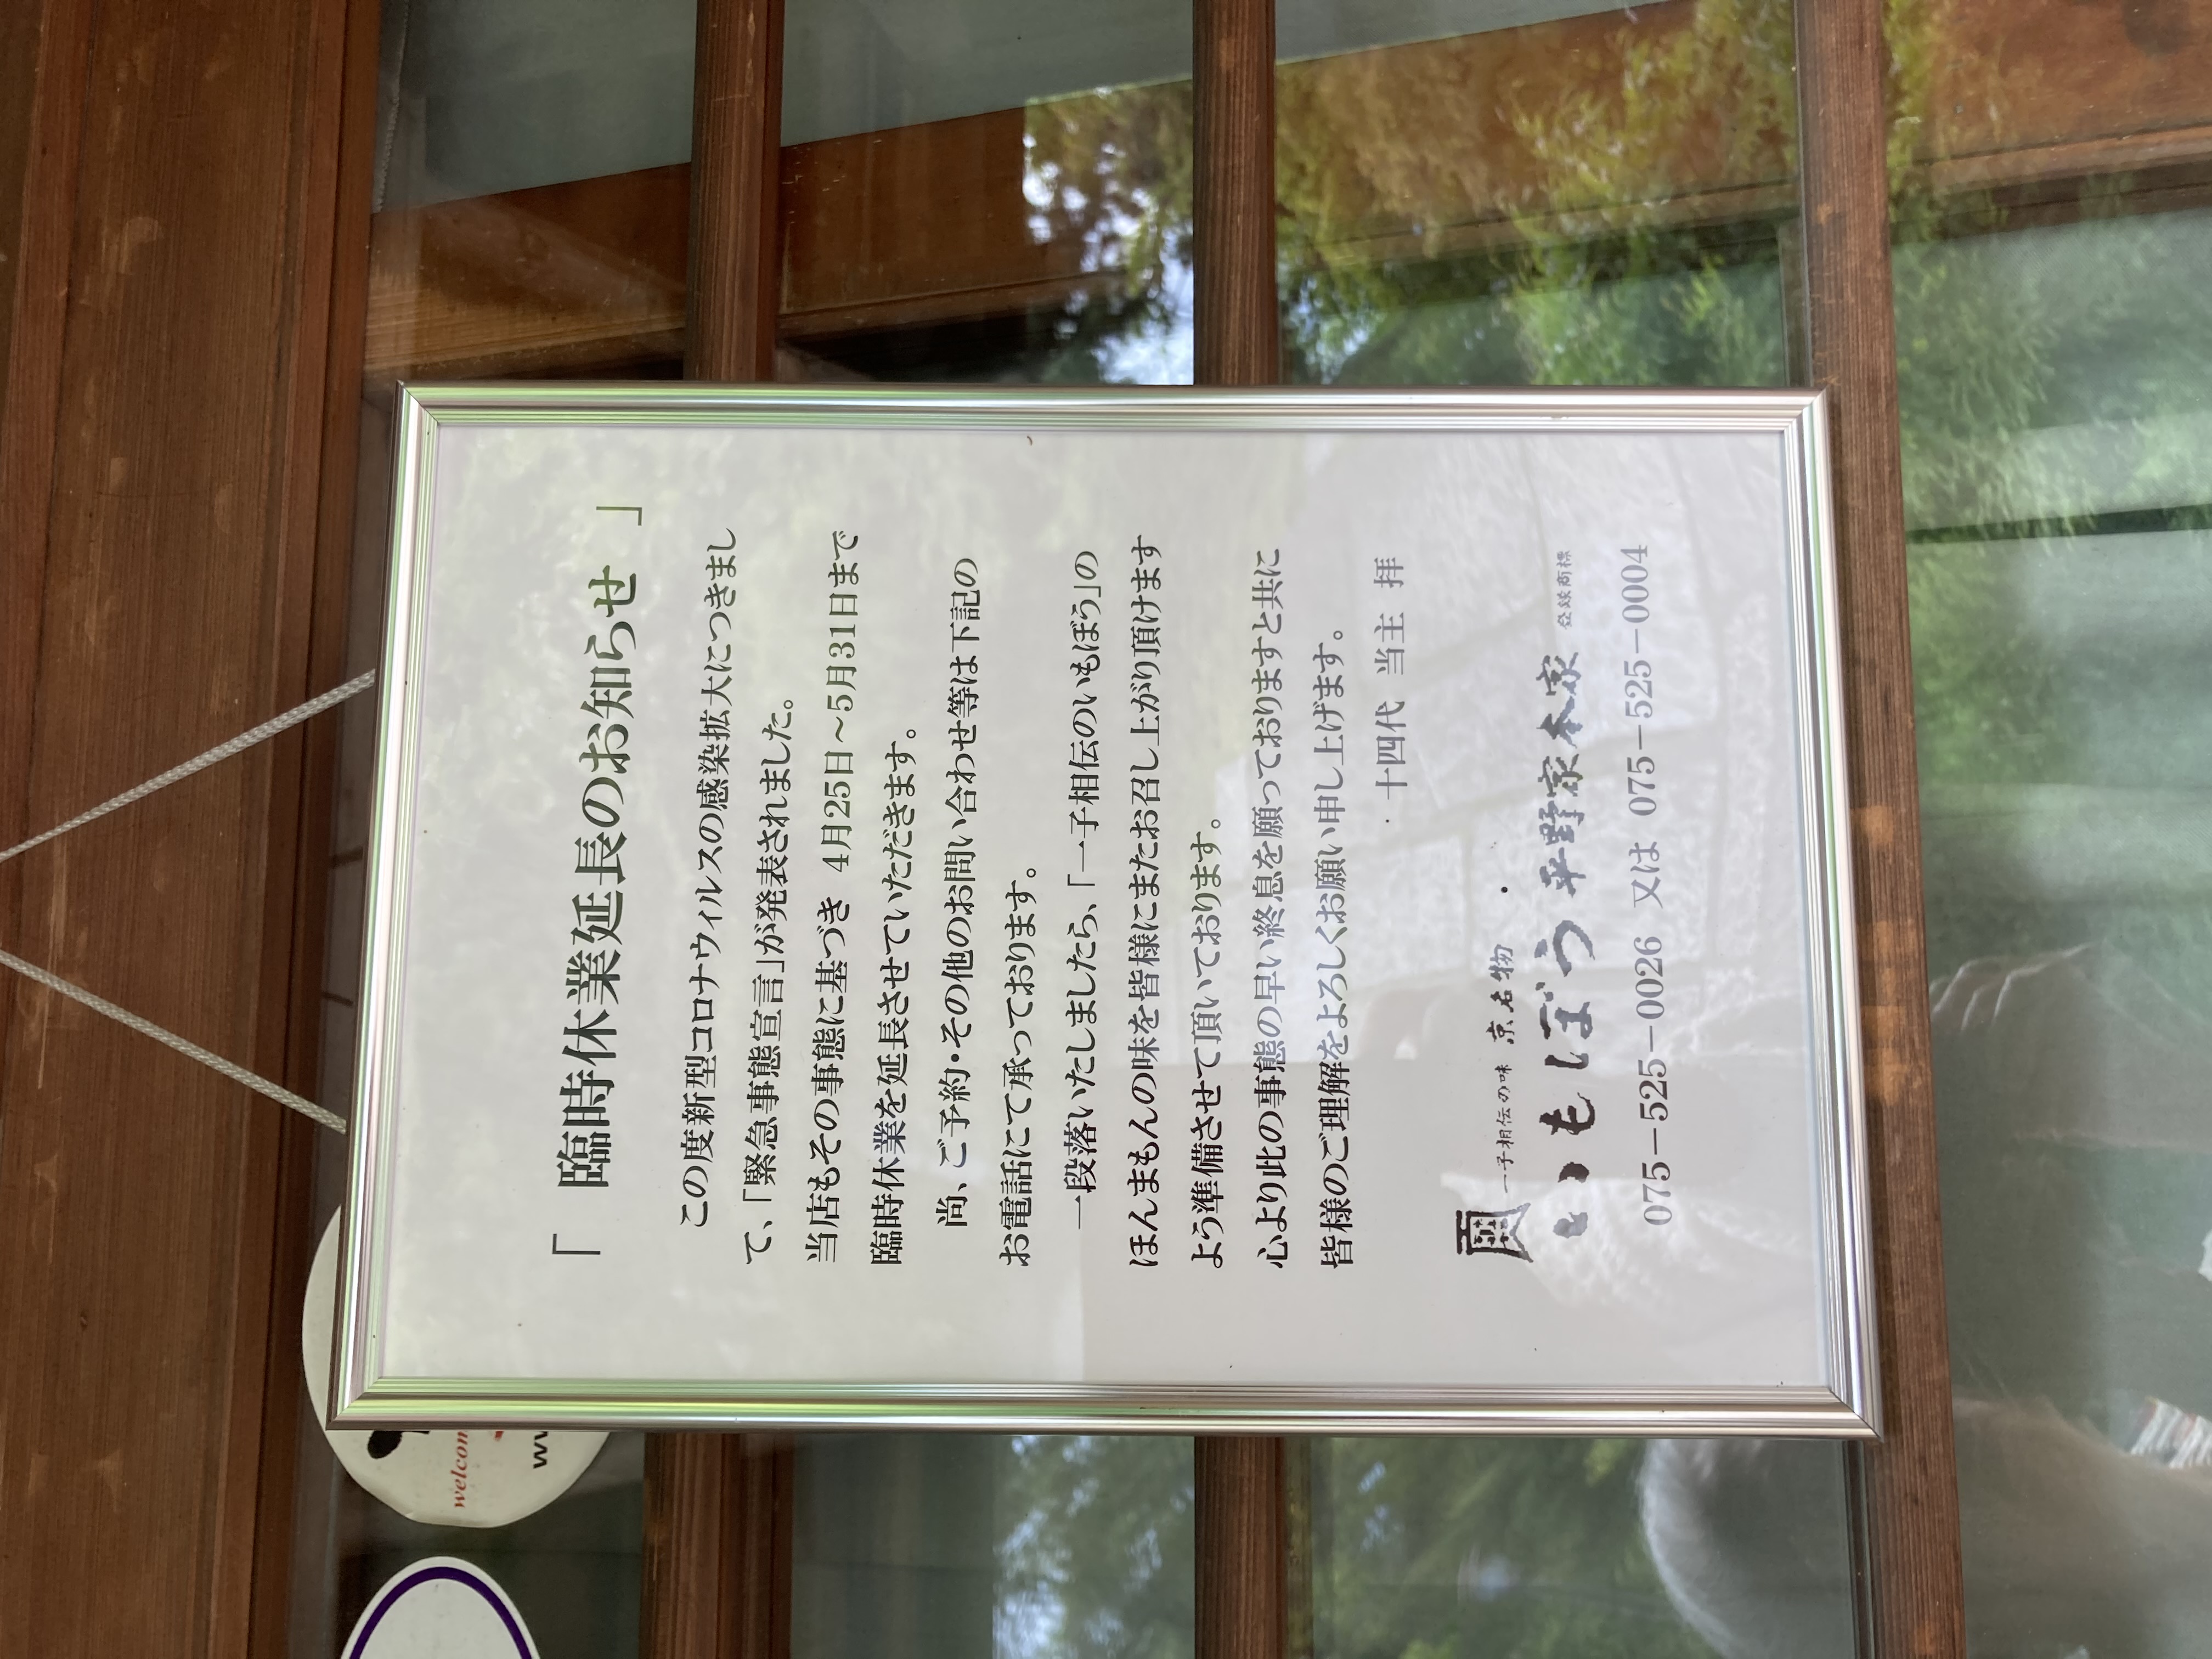 「 臨時休業延長のお知らせ 」
この度新型コロナウィルスの感染拡大につきまし
て、「緊急事態宣言」が発表されました。
当店もその事態に基づき 4月25日～5月31日まで
臨時休業を延長させていただきます。
尚、ご予約・その他のお問い合わせ等は下記の
お電話にて承っております。
一段落いたしましたら、「一子相伝のいもぼう」の
ほんまもんの味を皆様にまたお召し上がり頂けます
よう準備させて頂いております。
心より此の事態の早い終息を願っておりますと共に
皆様のご理解をよろしくお願い申し上げます。
十四代 当主 拝
一子相伝の味 京名物
いもぼう 平野家本家 登録商標
075－525－0026 又は 075－525－0004
welcom